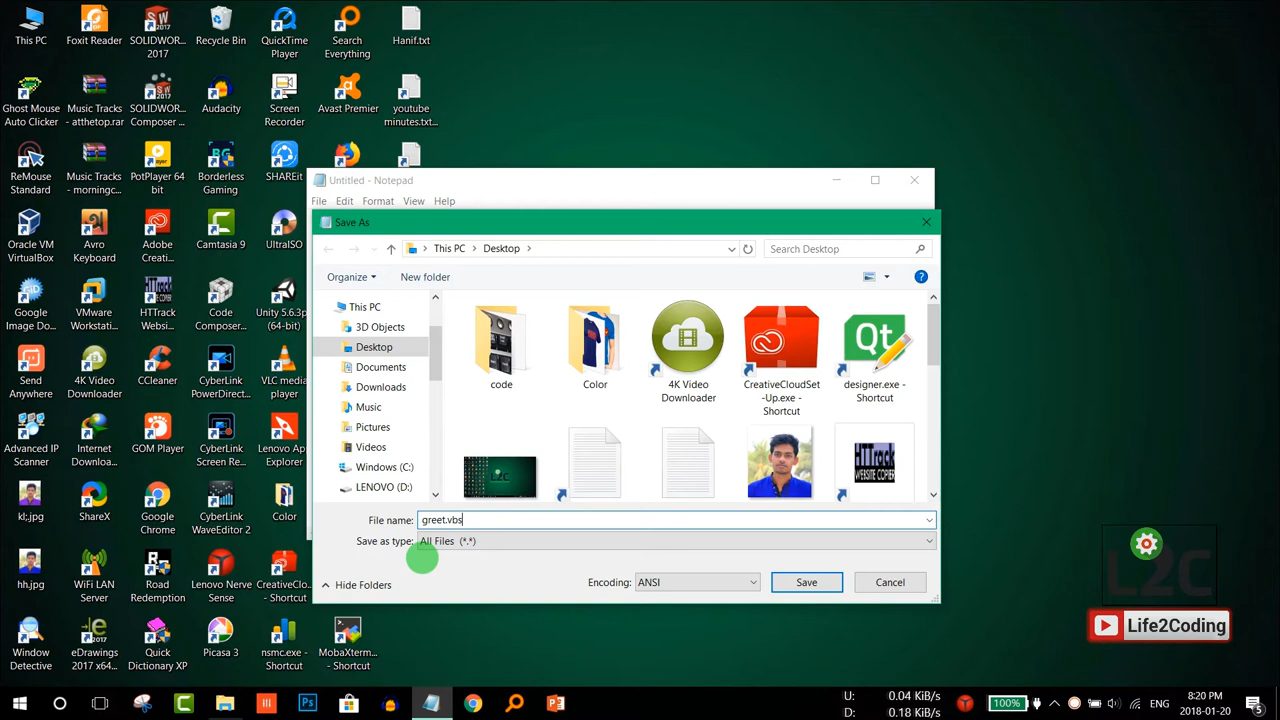 This PC
Foxit Reader
SOLIDWOR...
2017
Recycle Bin
QuickTime
Player
Search
Everything
Hanif.txt
Ghost Mouse
Auto Clicker
Music Tracks
- atthetop.rar
SOLIDWOR...
Composer ...
Audacity
Screen
Recorder
Avast Premier
youtube
minutes.txt...
ReMouse
Standard
Music Tracks
- morningc...
PotPlayer 64
bit
Borderless
Gaming
SHAREit
Oracle VM
VirtualBox
Avro
Keyboard
Adobe
Creati...
Camtasia 9
UltraISO
Google
Image Do...
VMware
Workstati...
HTTrack
Websi...
Code
Composer...
Unity 5.6.3p
(64-bit)
Send
Anywhere
4K Video
Downloader
CCleaner
CyberLink
PowerDirect...
VLC media
player
Advanced IP
Scanner
Internet
Downloa...
GOM Player
CyberLink
Screen Re...
Lenovo App
Explorer
kl;.jpg
ShareX
Google
Chrome
CyberLink
WaveEditor 2
Color
hh.jpg
WiFi LAN
Server
Road
Redemption
Lenovo Nerve
Sense
CreativeClo...
- Shortcut
Window
Detective
eDrawings
2017 x64...
Quick
Dictionary XP
Picasa 3
nsmc.exe -
Shortcut
MobaXterm...
- Shortcut
Untitled - Notepad
File Edit Format View Help
Save As
This PC Desktop
Search Desktop
Organize
New folder
This PC
3D Objects
Desktop
Documents
Downloads
Music
Pictures
Videos
Windows (C:)
LENOVO (D:)
code
Color
4K Video
Downloader
CreativeCloudSet
-Up.exe -
Shortcut
designer.exe -
Shortcut
Qt
L2C
HTTrack
WEBSITE COPIER
File name: greet.vbs
Save as type: All Files (*.*)
Hide Folders
Encoding: ANSI
Save
Cancel
L2C
Life2Coding
U: 0.04 KiB/s
D: 0.18 KiB/s
100%
ENG
8:20 PM
2018-01-20
5